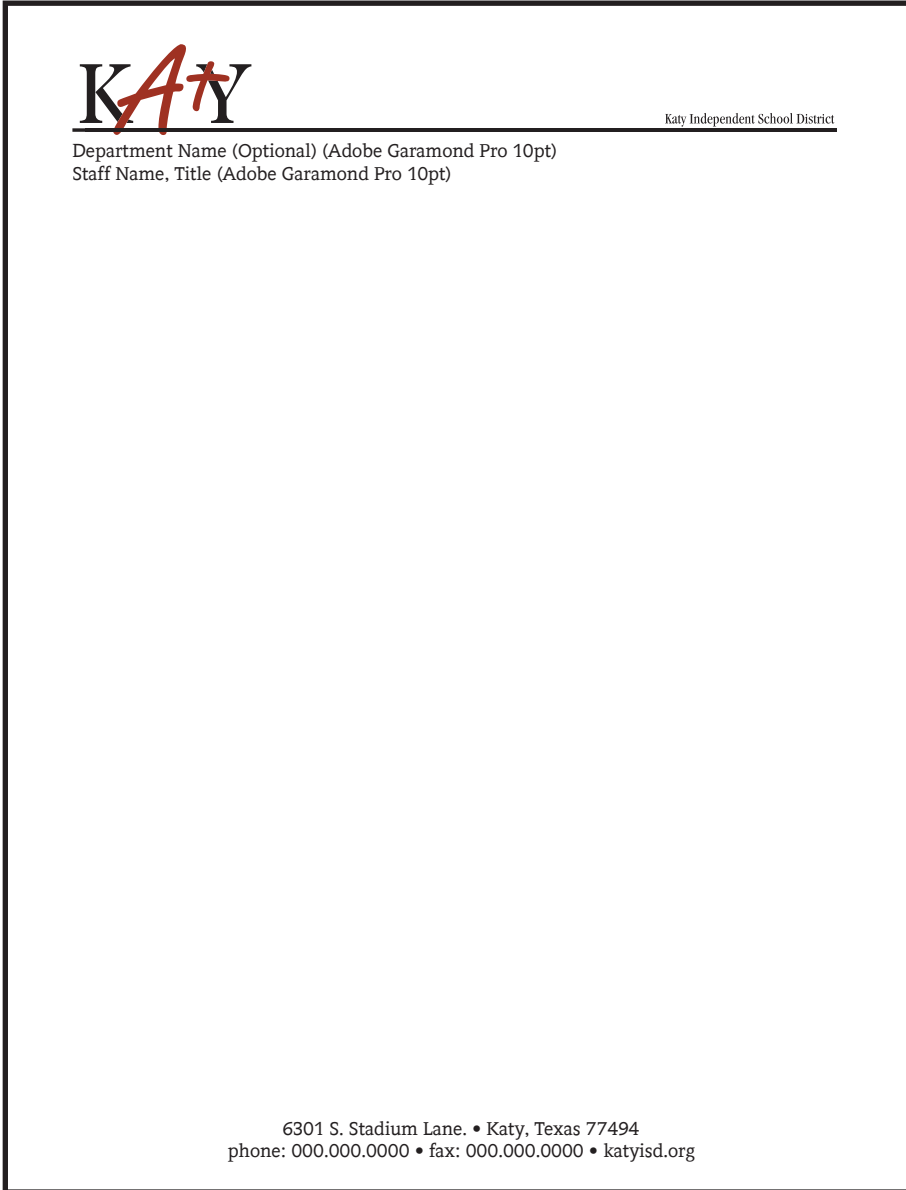 KAtY
Katy Independent School District
Department Name (Optional) (Adobe Garamond Pro 10pt)
Staff Name, Title (Adobe Garamond Pro 10pt)
6301 S. Stadium Lane. • Katy, Texas 77494
phone: 000.000.0000 • fax: 000.000.0000 • katyisd.org